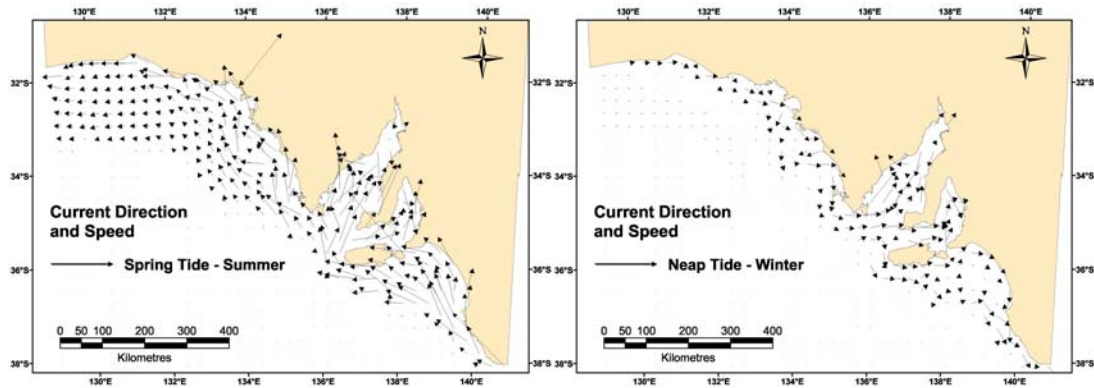 130°E 132°E 134°E 136°E 138°E 140°E
N
32°S 32°S
34°S 34°S
36°S 36°S
38°S 38°S
Current Direction
and Speed
Spring Tide - Summer
0 50 100 200 300 400
Kilometres
130°E 132°E 134°E 136°E 138°E 140°E
130°E 132°E 134°E 136°E 138°E 140°E
N
32°S 32°S
34°S 34°S
36°S 36°S
38°S 38°S
Current Direction
and Speed
Neap Tide - Winter
0 50 100 200 300 400
Kilometres
130°E 132°E 134°E 136°E 138°E 140°E